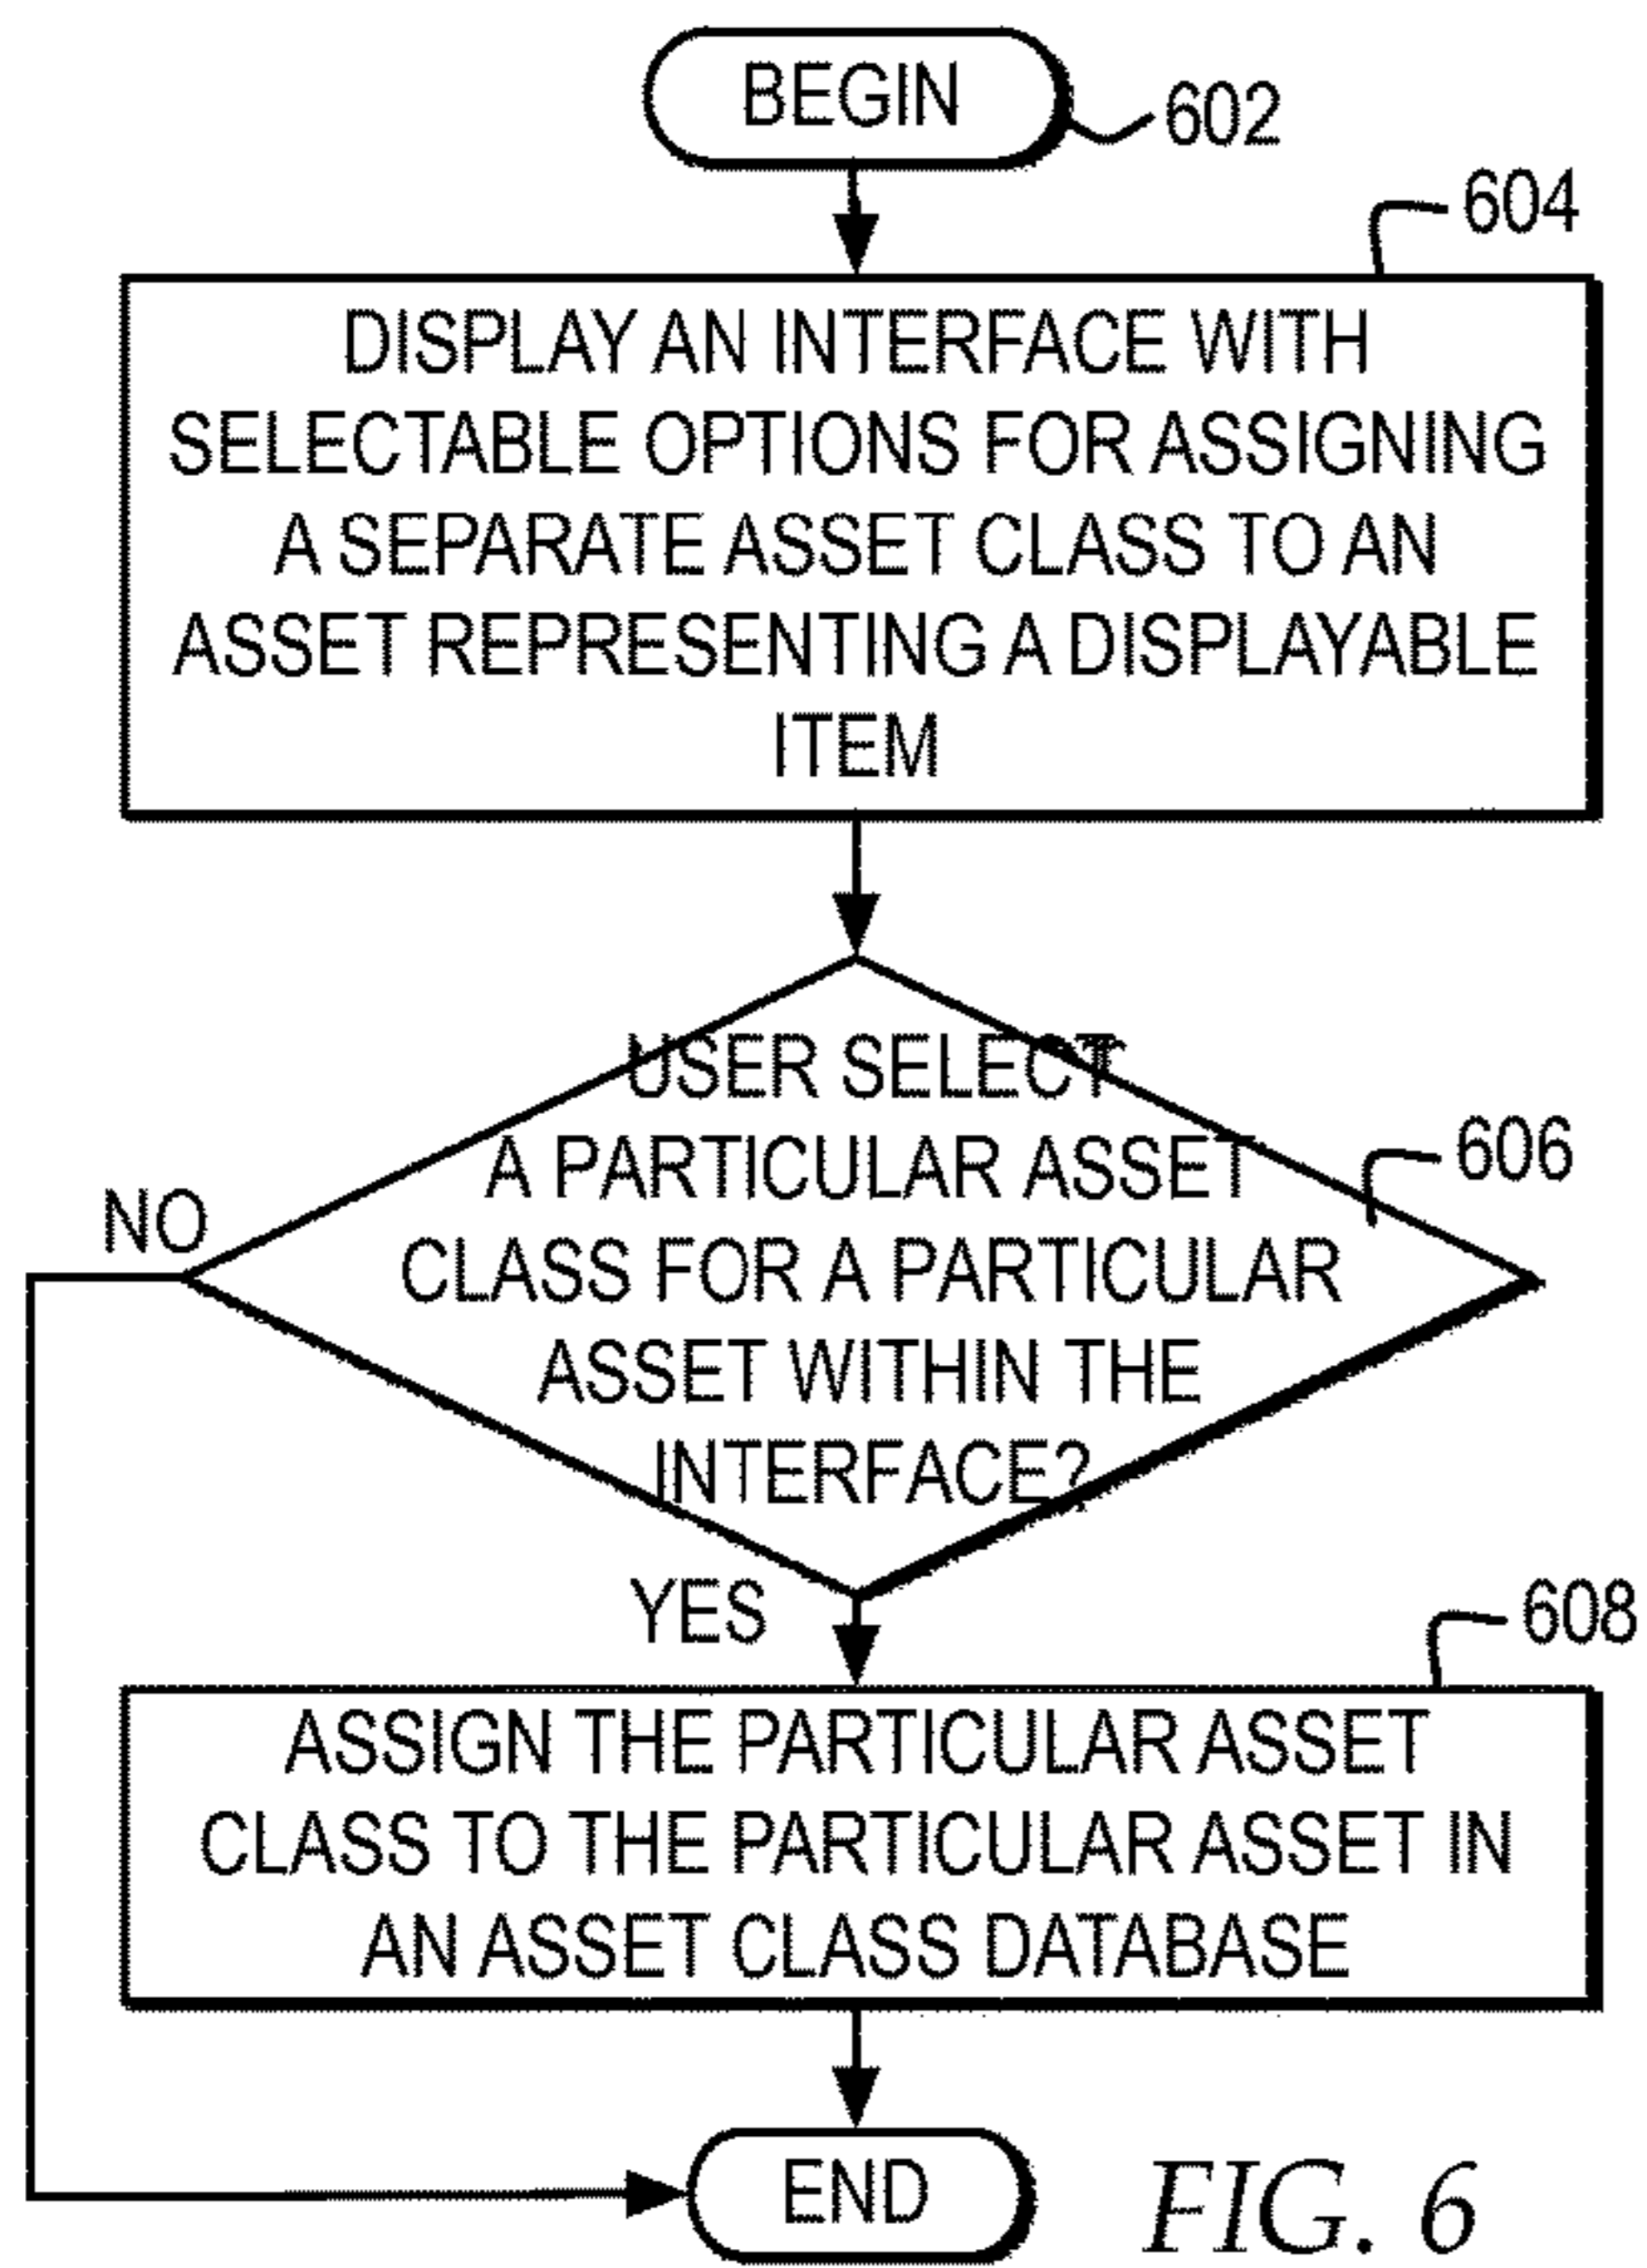 BEGIN
602
604
DISPLAY AN INTERFACE WITH
SELECTABLE OPTIONS FOR ASSIGNING
A SEPARATE ASSET CLASS TO AN
ASSET REPRESENTING A DISPLAYABLE
ITEM
USER SELECT
A PARTICULAR ASSET
CLASS FOR A PARTICULAR
ASSET WITHIN THE
INTERFACE?
606
NO
YES
608
ASSIGN THE PARTICULAR ASSET
CLASS TO THE PARTICULAR ASSET IN
AN ASSET CLASS DATABASE
END
FIG. 6